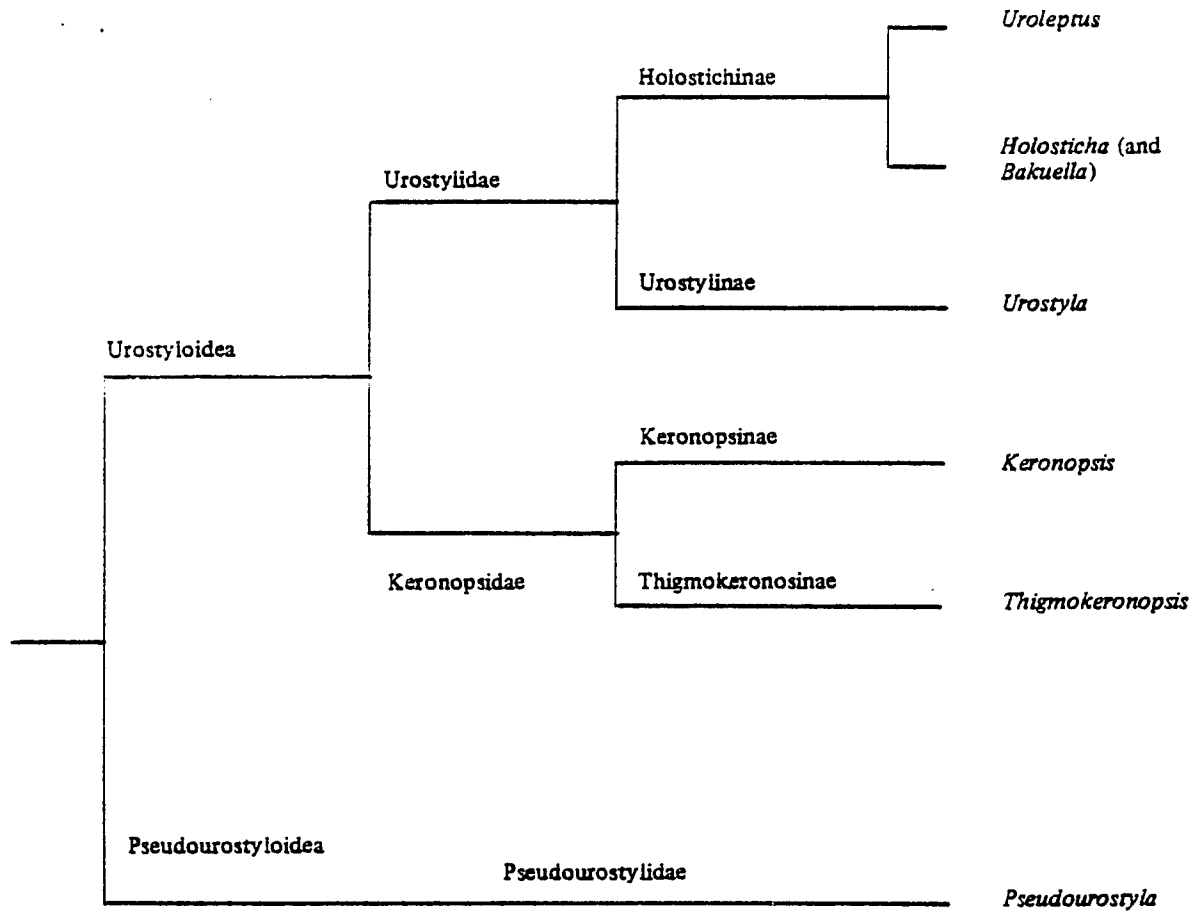 Uroleptus
Holostichinae
Holosticha (and
Bakuella)
Urostylidae
Urostylinae
Urostyla
Urostyloidea
Keronopsinae
Keronopsis
Keronopsidae
Thigmokeronosinae
Thigmokeronopsis
Pseudourostyloidea
Pseudourostylidae
Pseudourostyla